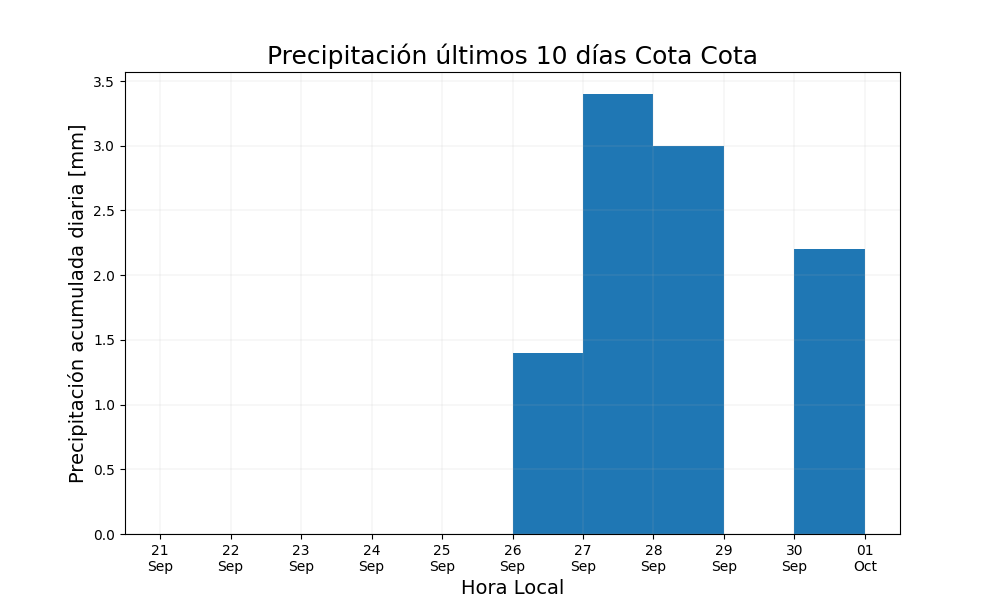 Precipitación últimos 10 días Cota Cota
Precipitación acumulada diaria [mm]
3.5
3.0
2.5
2.0
1.5
1.0
0.5
0.0
21 22 23 24 25 26 27 28 29 30 01
Sep Sep Sep Sep Sep Sep Sep Sep Sep Sep Oct
Hora Local